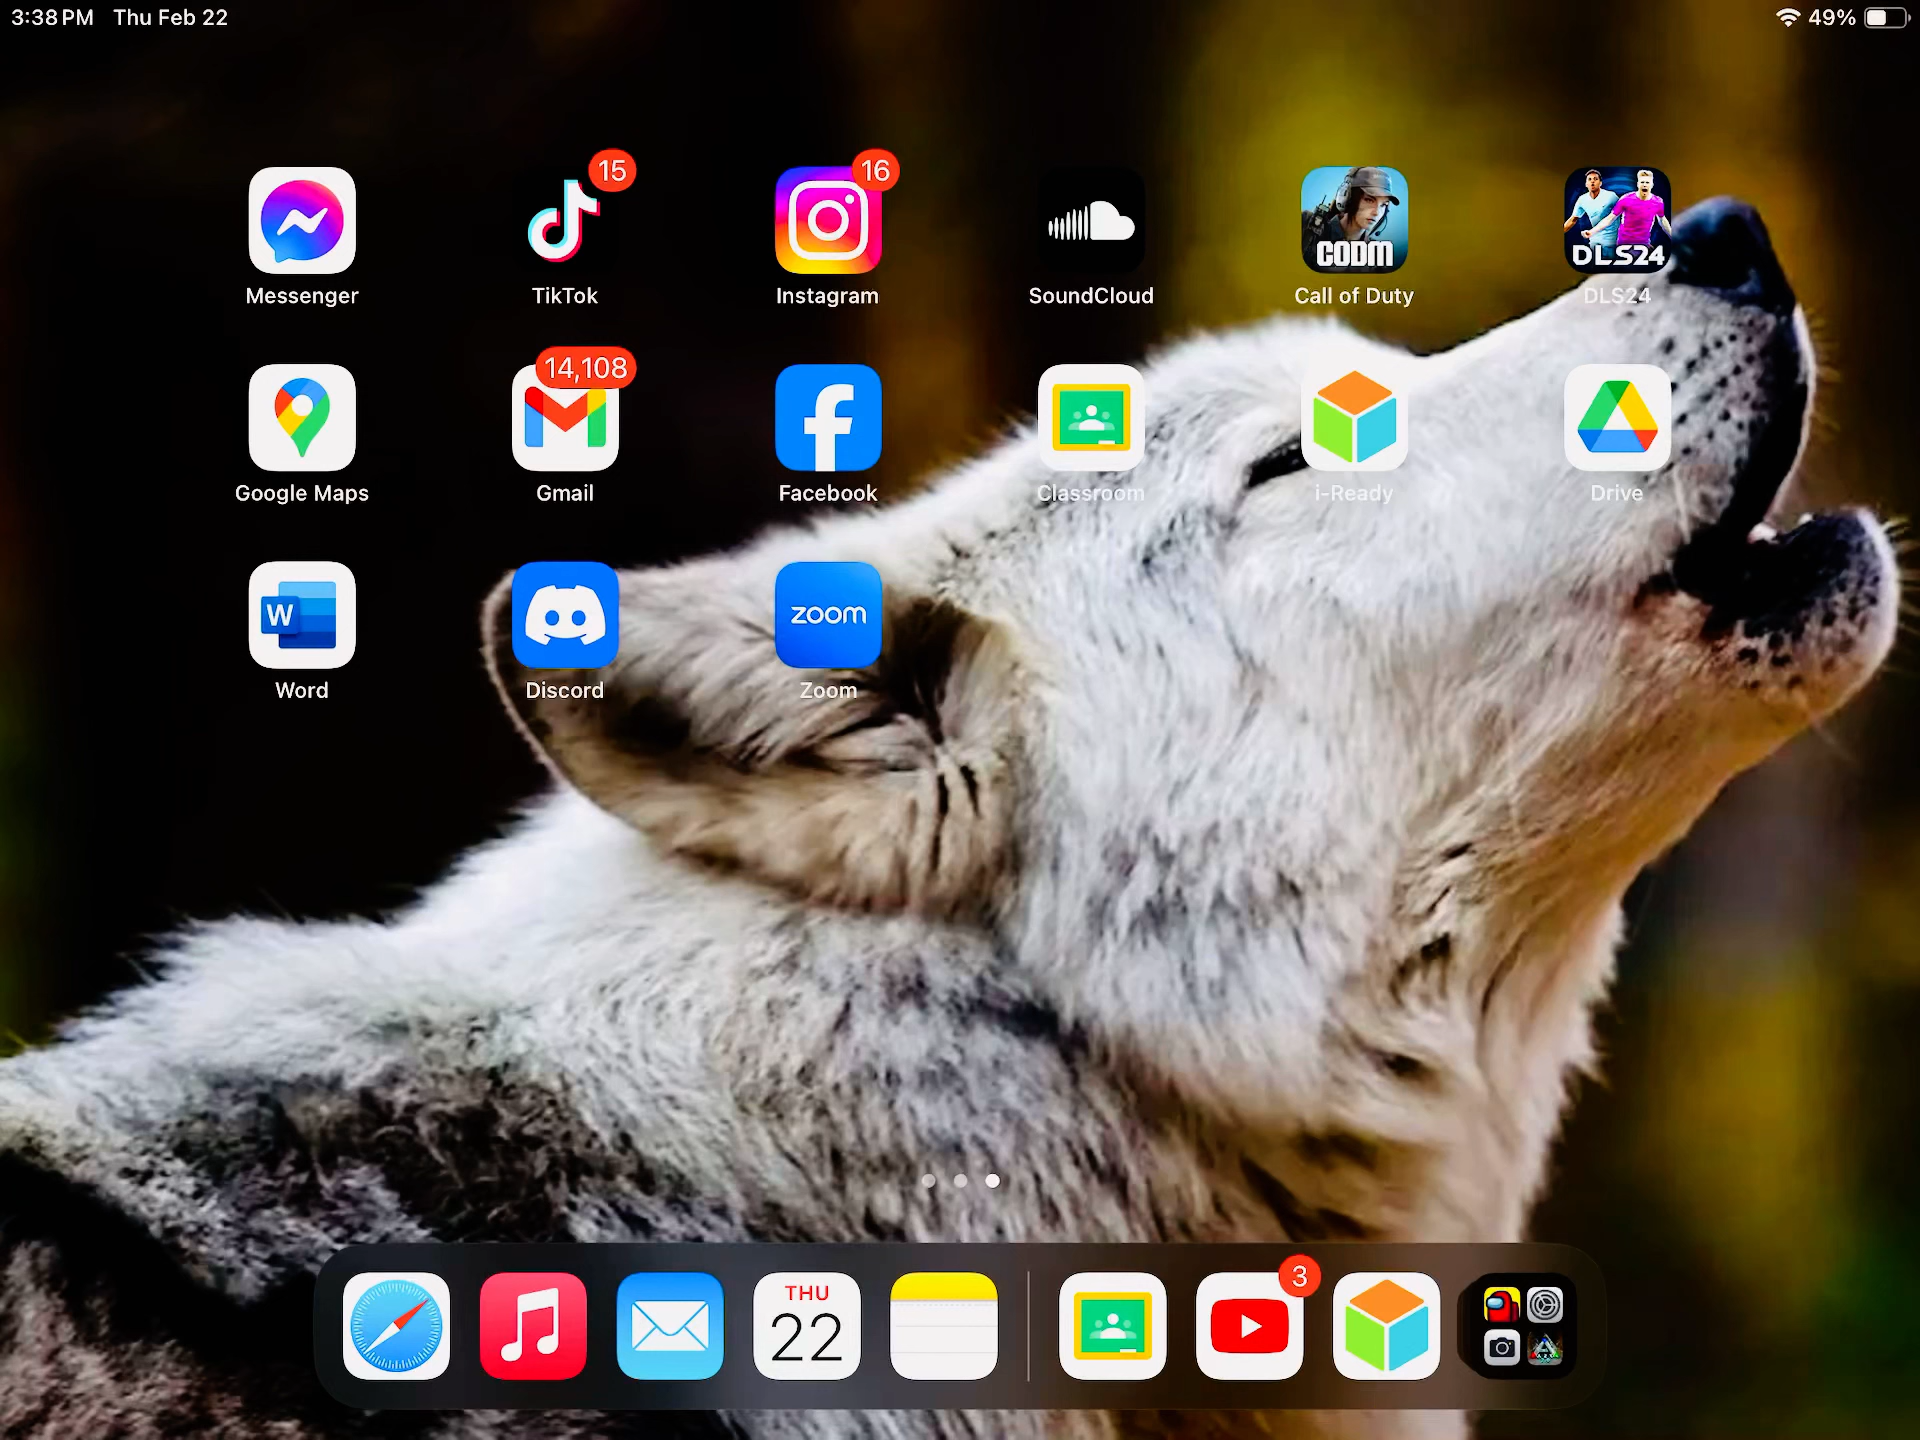 3:38 PM Thu Feb 22
49%
15
16
CODM
DLS24
Messenger
TikTok
Instagram
SoundCloud
Call of Duty
DLS24
14,108
Google Maps
Gmail
Facebook
Classroom
i-Ready
Drive
W
zoom
Word
Discord
Zoom
3
THU
22